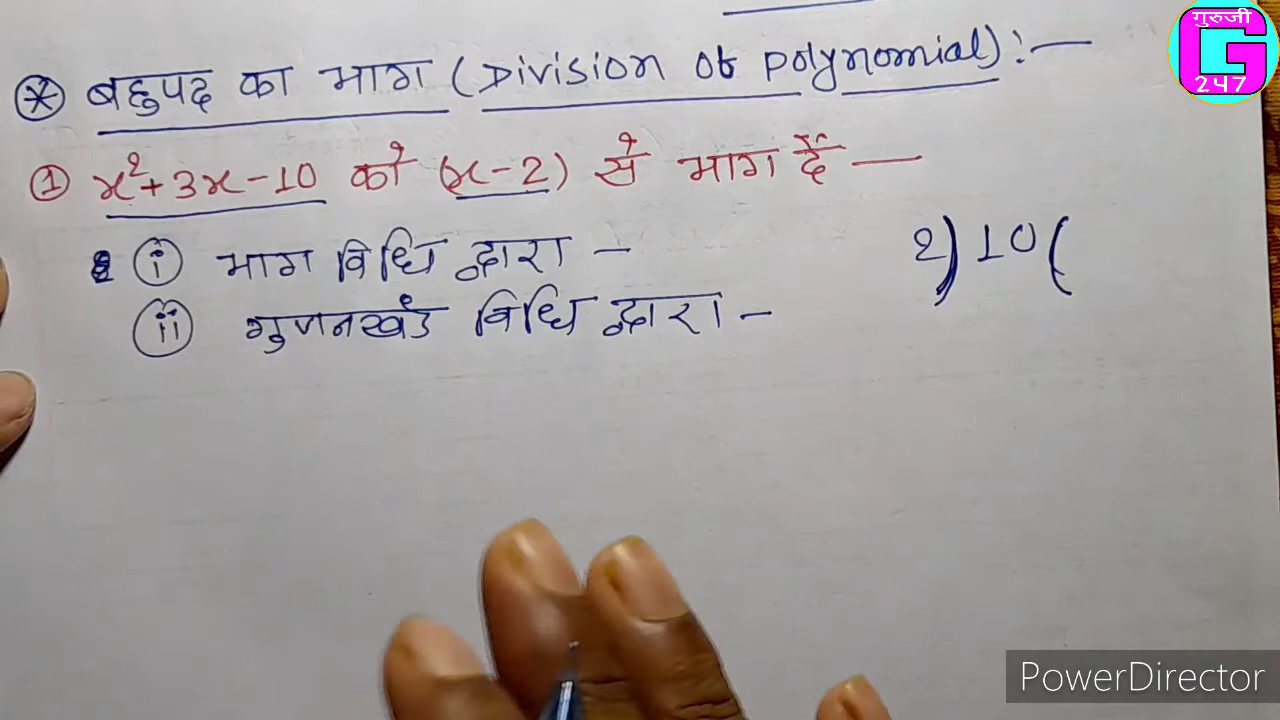 गुरुजी
G
247
* बहुपद का भाग (Division of polynomial) :—
① x²+3x-10 को (x-2) से भाग दें —
(i) भाग विधि द्वारा —
2)10(
(ii) गुणनखंड विधि द्वारा —
PowerDirector